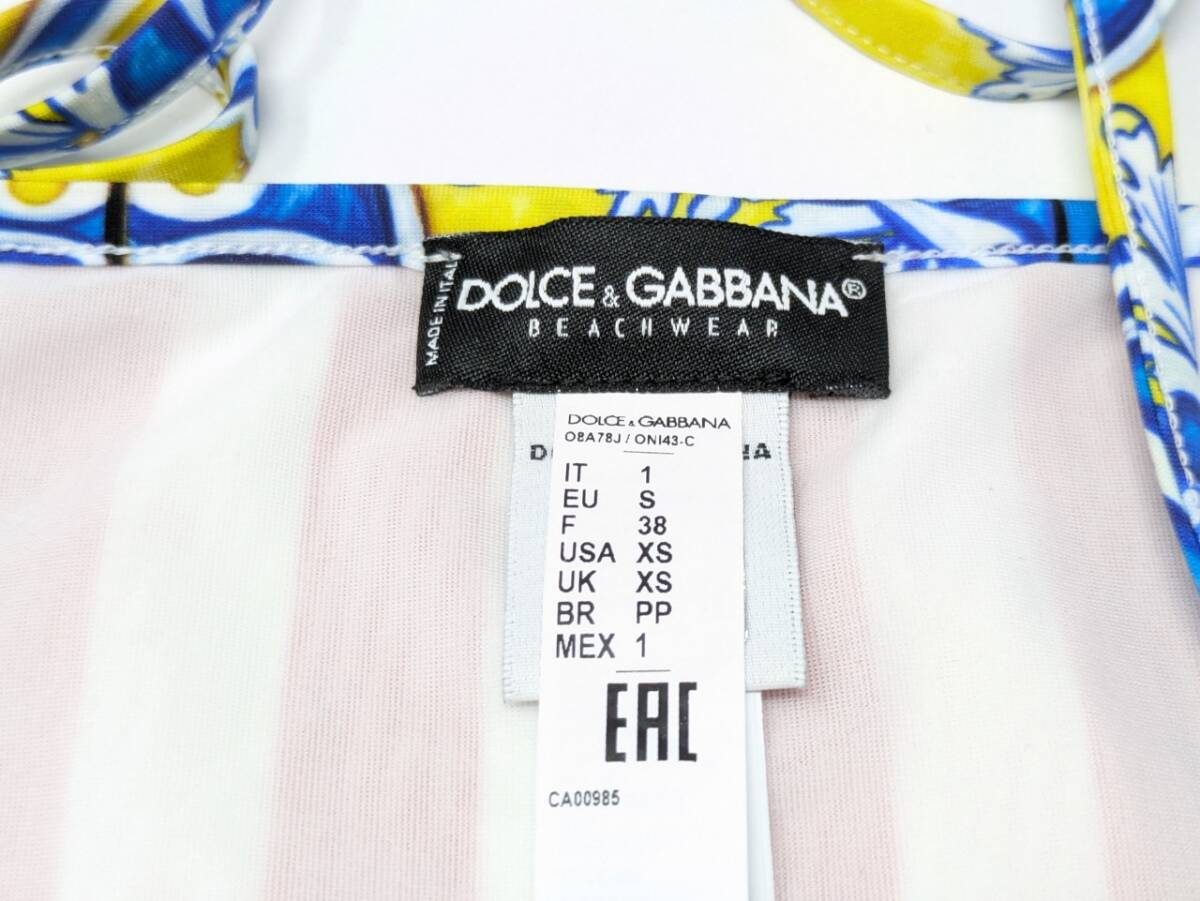 MADE IN ITALY
DOLCE & GABBANA®
BEACHWEAR
DOLCE & GABBANA
O8A78J / ONI43-C
IT 1
EU S
F 38
USA XS
UK XS
BR PP
MEX 1
EAC
CA00985